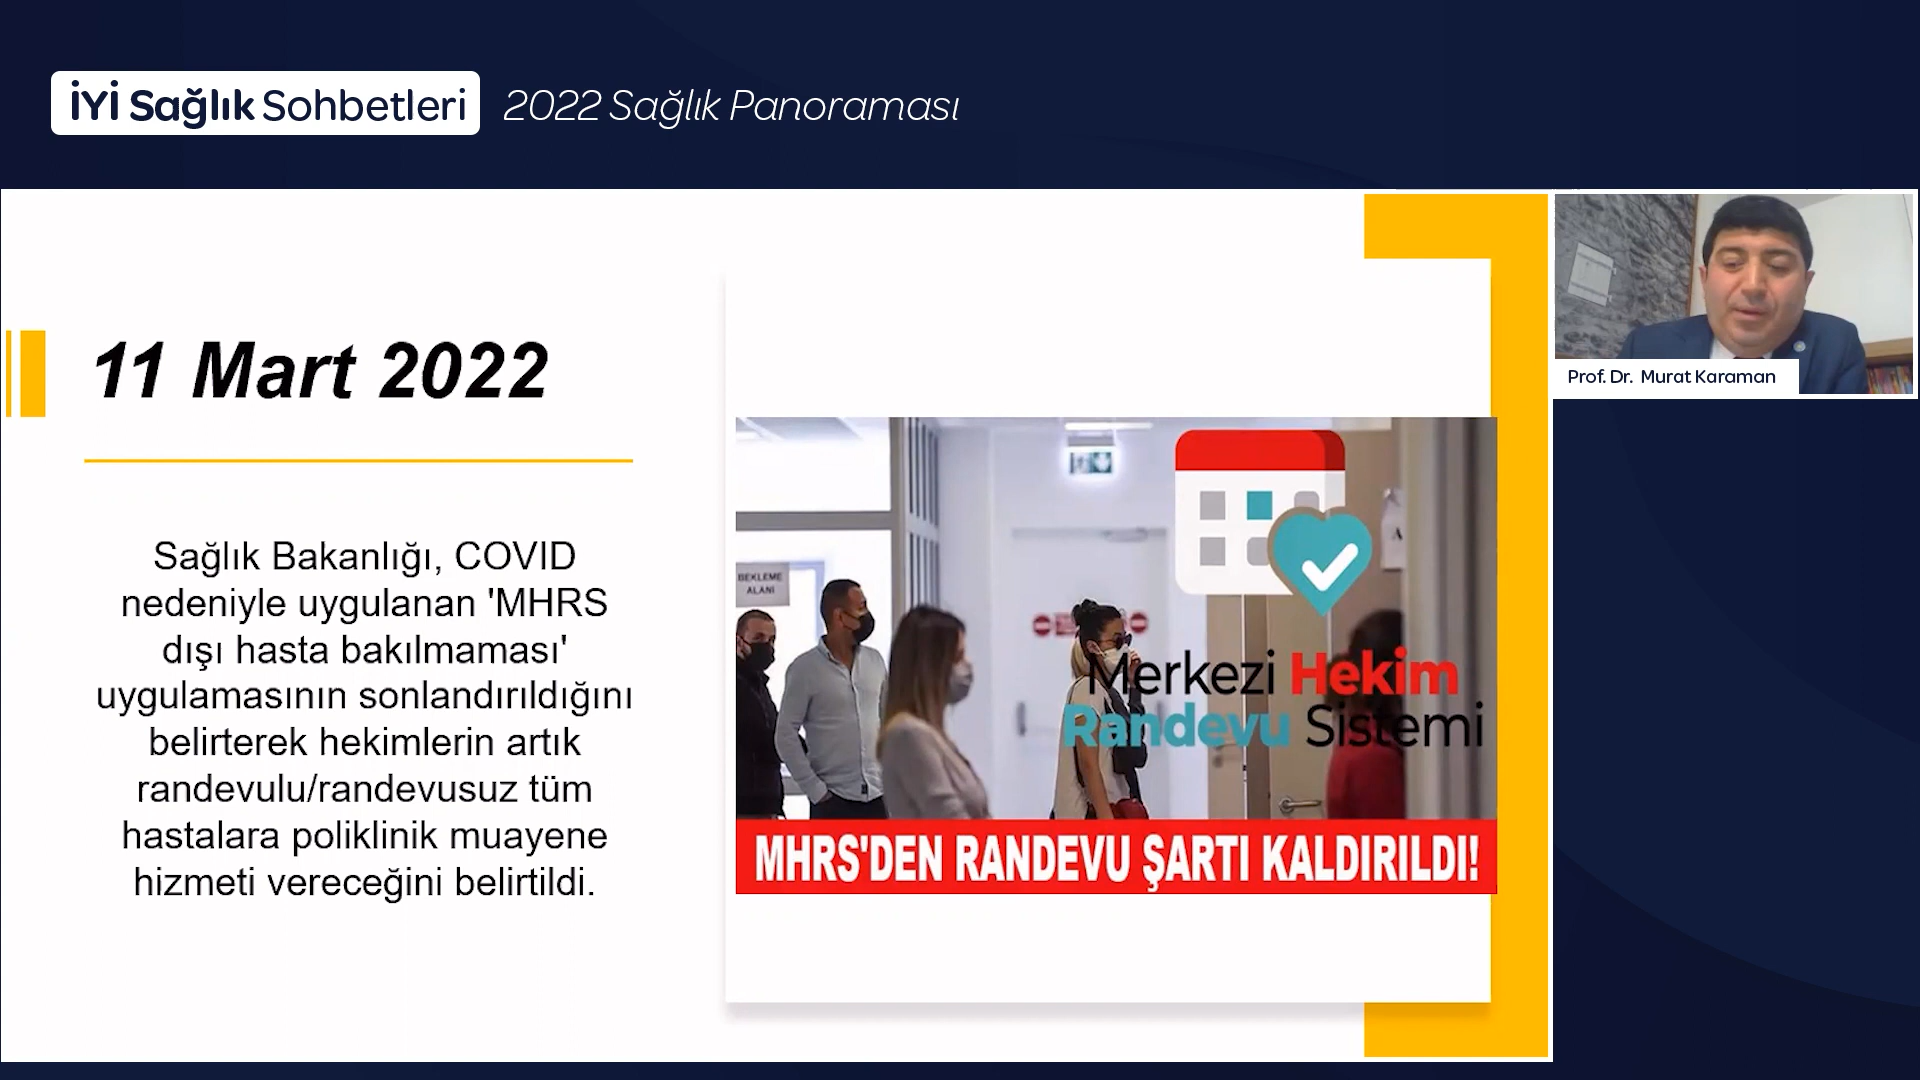 İYİ Sağlık Sohbetleri 2022 Sağlık Panoraması
11 Mart 2022
Sağlık Bakanlığı, COVID
nedeniyle uygulanan 'MHRS
dışı hasta bakılmaması'
uygulamasının sonlandırıldığını
belirterek hekimlerin artık
randevulu/randevusuz tüm
hastalara poliklinik muayene
hizmeti vereceğini belirtildi.
BEKLEME
ALANI
A
Merkezi Hekim
Randevu Sistemi
MHRS'DEN RANDEVU ŞARTI KALDIRILDI!
Prof. Dr. Murat Karaman